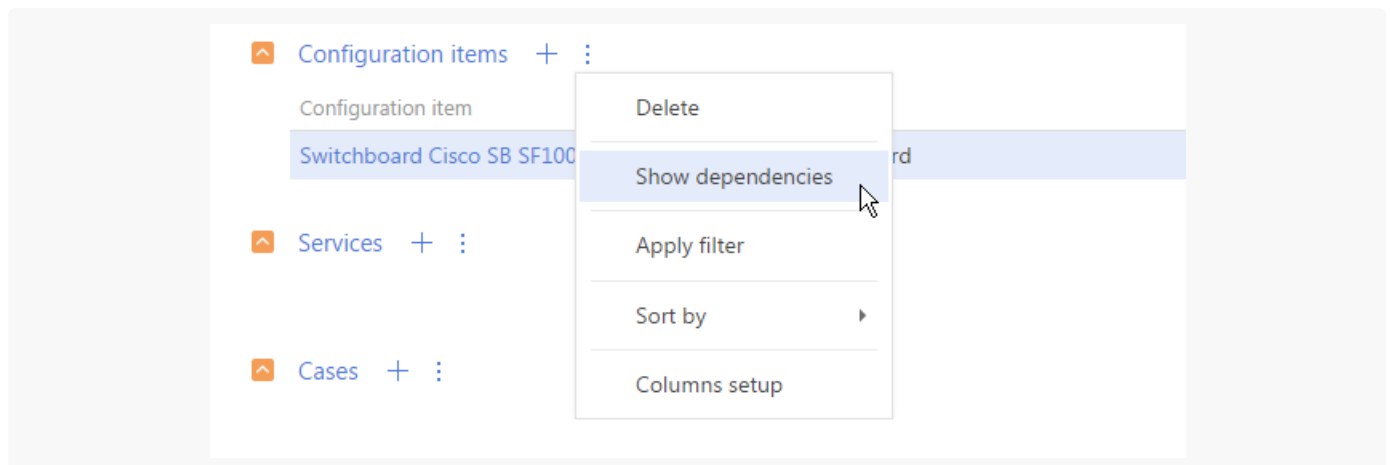 Configuration items
Configuration item
Delete
Switchboard Cisco SB SF100
rd
Show dependencies
Services
Apply filter
Sort by
Cases
Columns setup